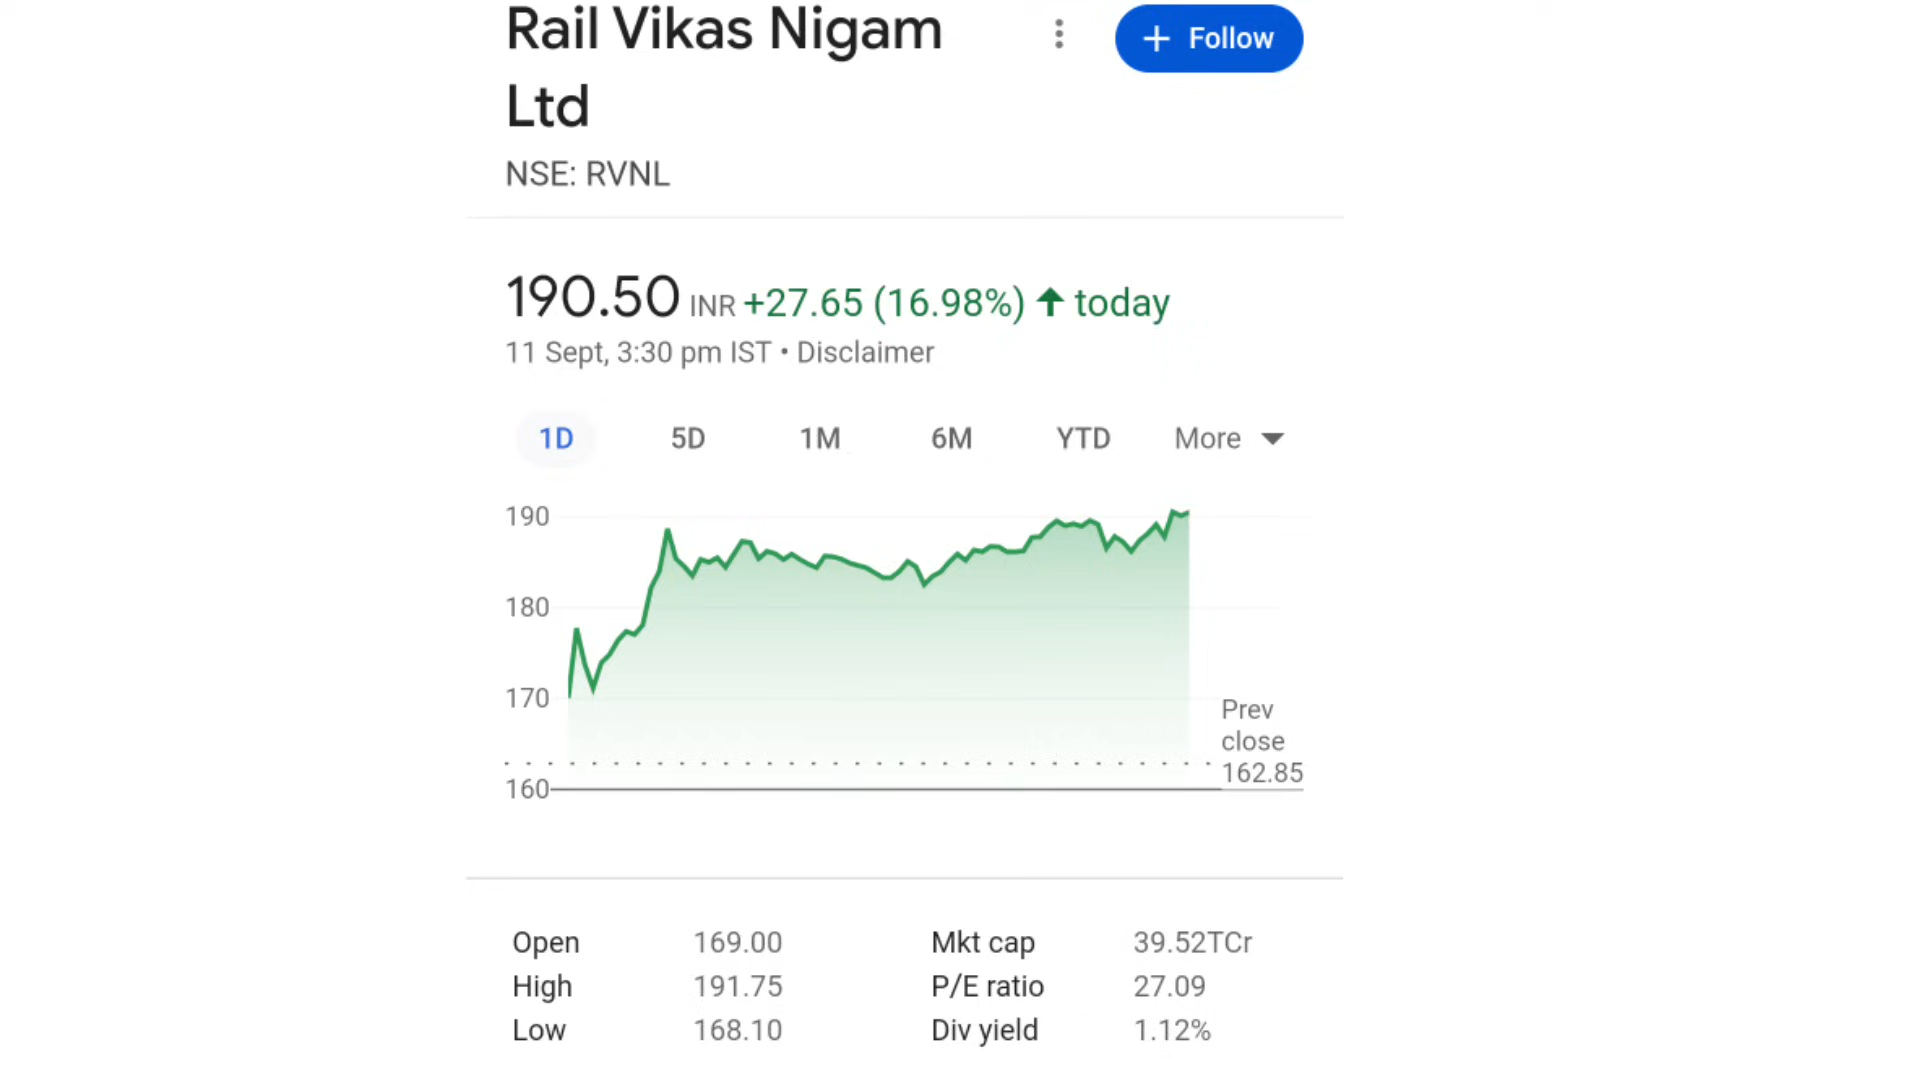 Rail Vikas Nigam
Ltd
+ Follow
NSE: RVNL
190.50 INR +27.65 (16.98%) ↑ today
11 Sept, 3:30 pm IST • Disclaimer
1D 5D 1M 6M YTD More
190
180
170
160
Prev
close
162.85
Open 169.00 Mkt cap 39.52TCr
High 191.75 P/E ratio 27.09
Low 168.10 Div yield 1.12%